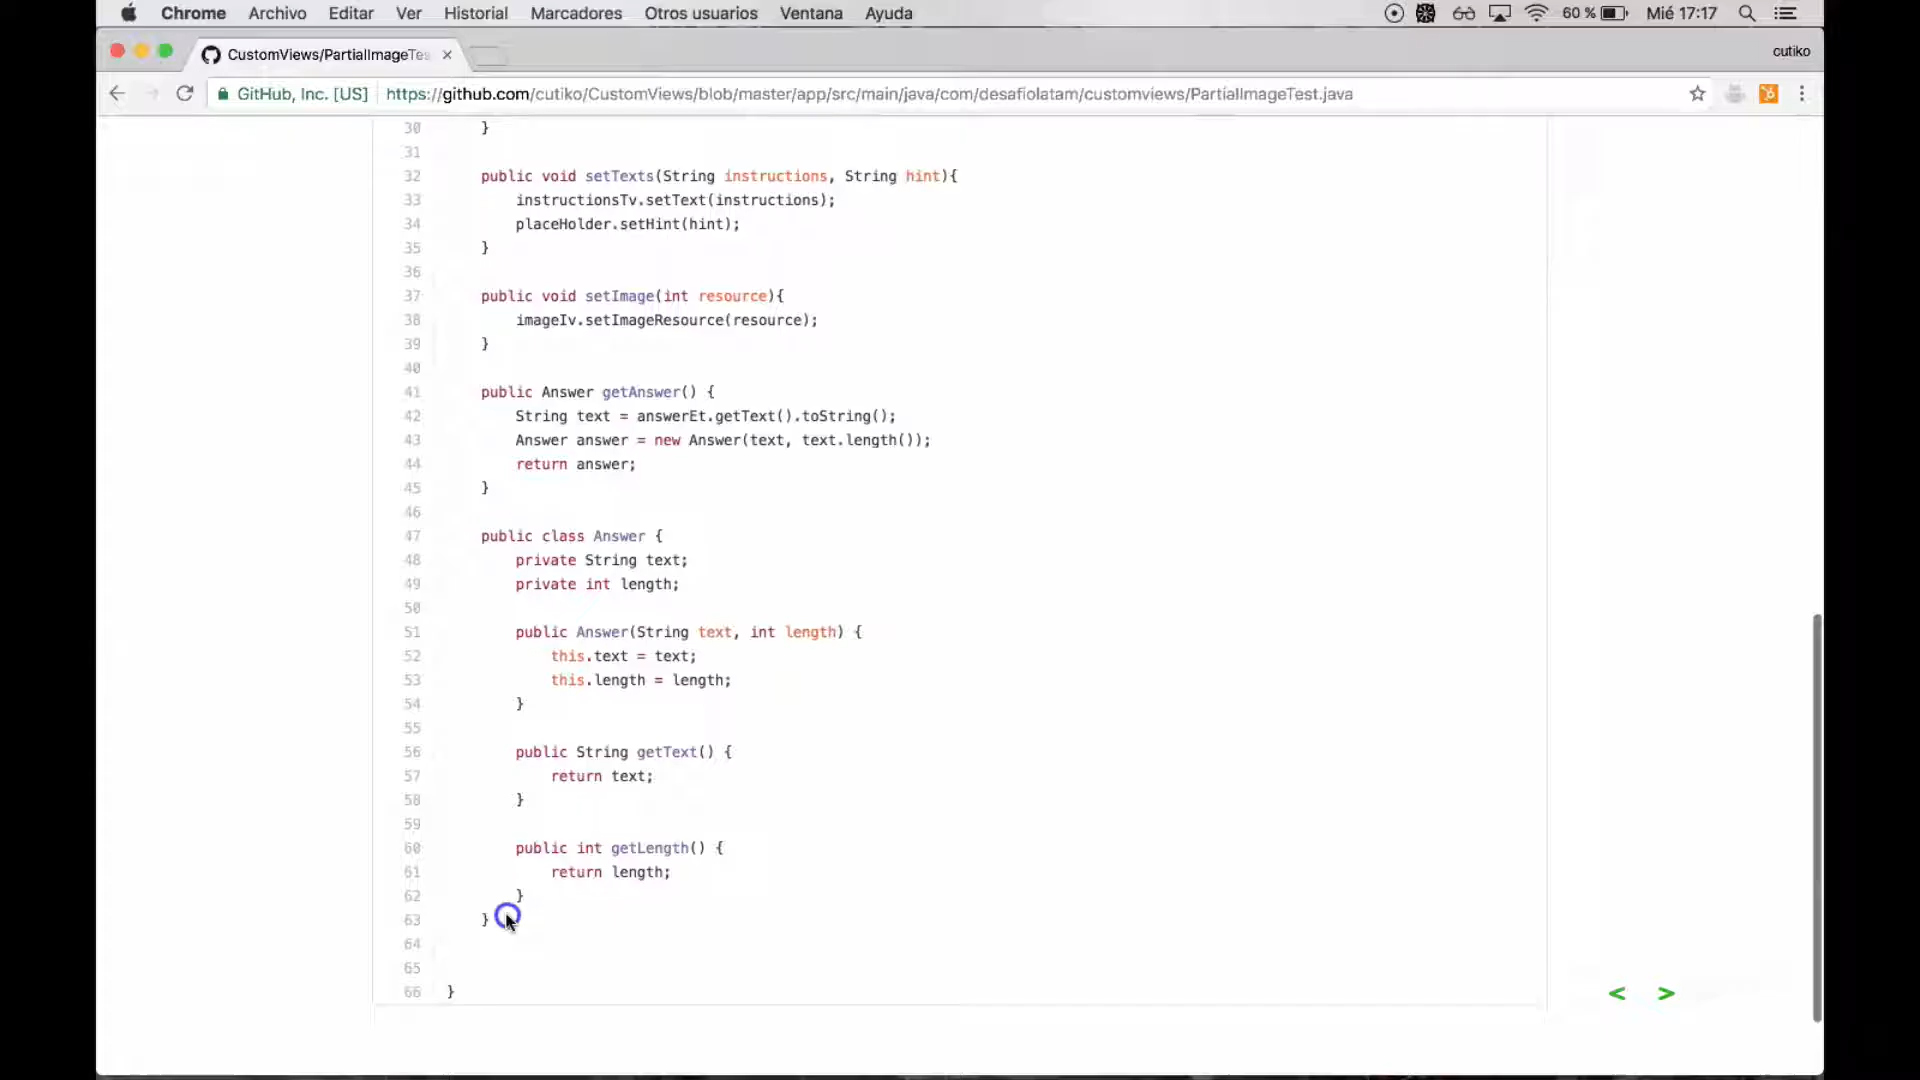 Chrome Archivo Editar Ver Historial Marcadores Otros usuarios Ventana Ayuda 60 % Mié 17:17
CustomViews/PartialImageTes
cutiko
GitHub, Inc. [US] https://github.com/cutiko/CustomViews/blob/master/app/src/main/java/com/desafiolatam/customviews/PartialImageTest.java
30 }
31
32 public void setTexts(String instructions, String hint){
33 instructionsTv.setText(instructions);
34 placeHolder.setHint(hint);
35 }
36
37 public void setImage(int resource){
38 imageIv.setImageResource(resource);
39 }
40
41 public Answer getAnswer() {
42 String text = answerEt.getText().toString();
43 Answer answer = new Answer(text, text.length());
44 return answer;
45 }
46
47 public class Answer {
48 private String text;
49 private int length;
50
51 public Answer(String text, int length) {
52 this.text = text;
53 this.length = length;
54 }
55
56 public String getText() {
57 return text;
58 }
59
60 public int getLength() {
61 return length;
62 }
63 }
64
65
66 }
< >